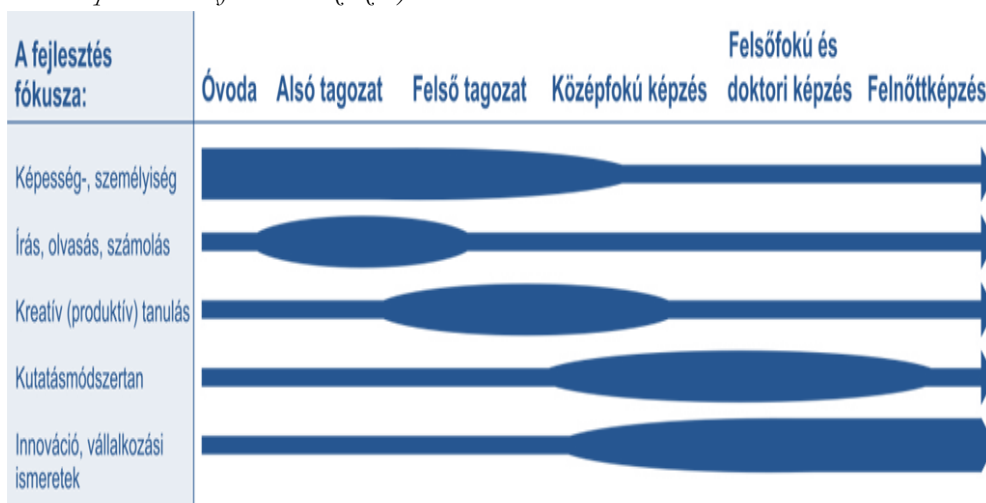 A fejlesztés
fókusza:
Óvoda Alsó tagozat Felső tagozat Középfokú képzés Felsőfokú és
doktori képzés Felnőttképzés
Képesség-, személyiség
Írás, olvasás, számolás
Kreatív (produktív) tanulás
Kutatásmódszertan
Innováció, vállalkozási
ismeretek